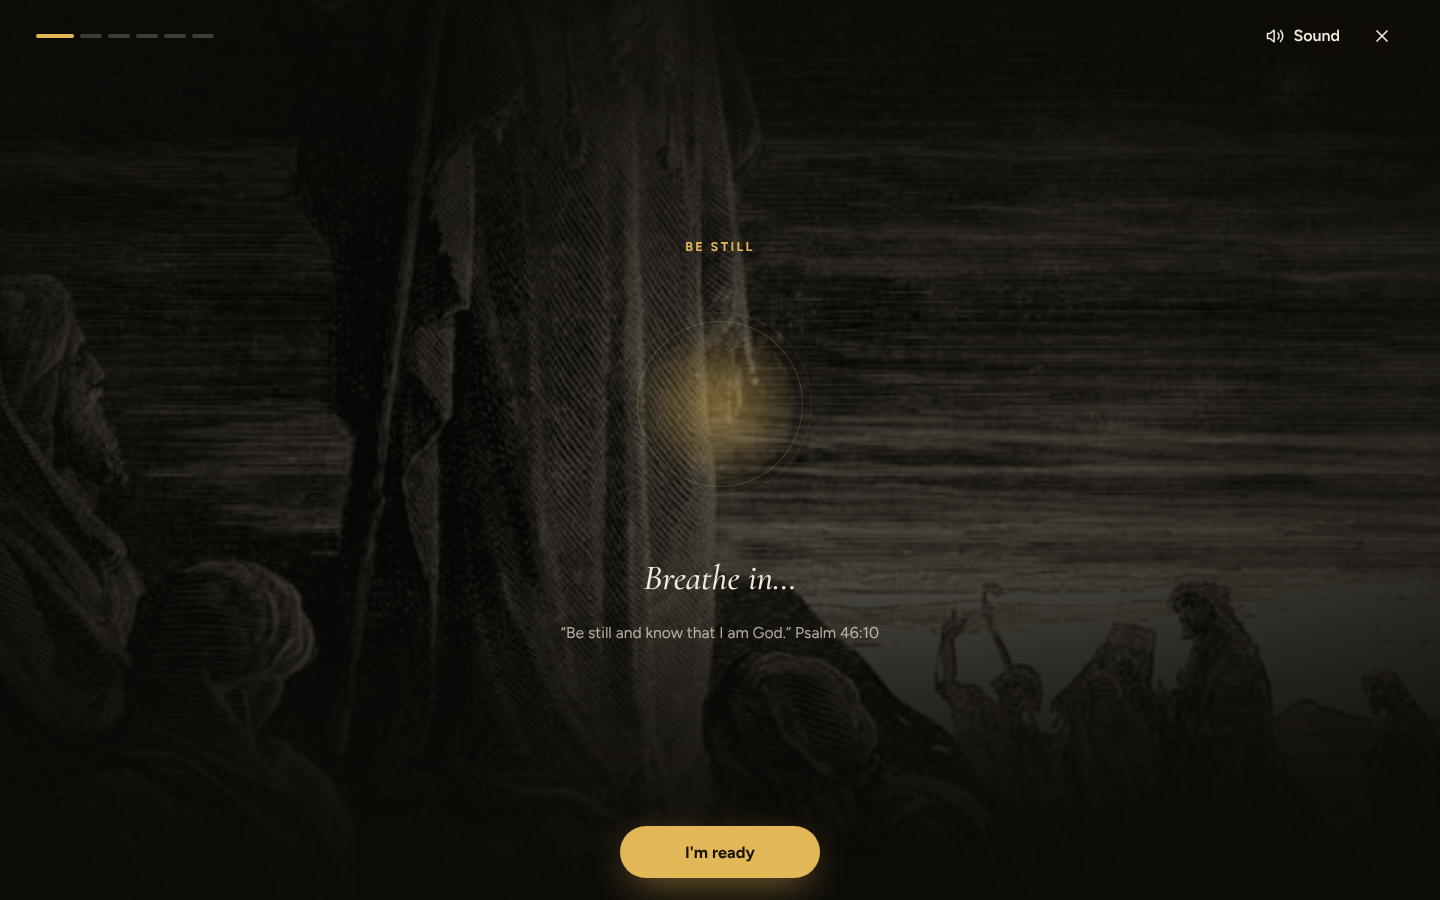 Sound
BE STILL
Breathe in...
“Be still and know that I am God.” Psalm 46:10
I'm ready